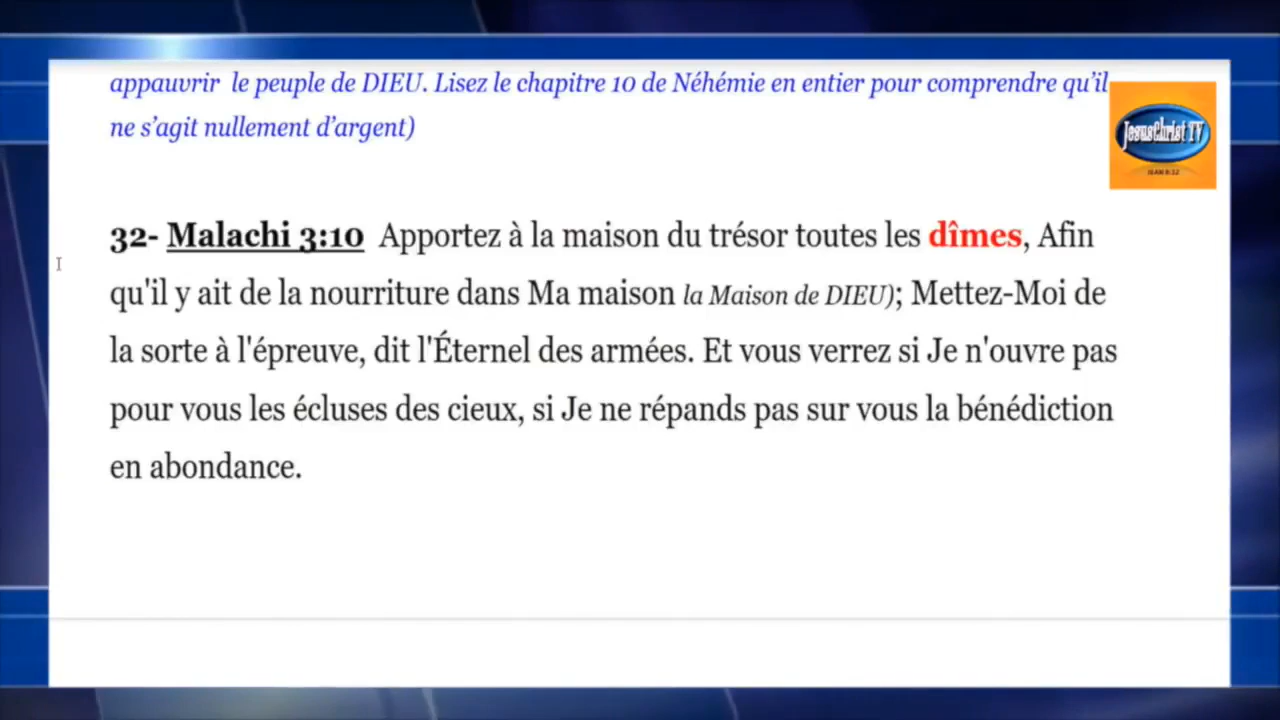 appauvrir le peuple de DIEU. Lisez le chapitre 10 de Néhémie en entier pour comprendre qu’il
ne s’agit nullement d’argent)
JesusChrist TV
JEAN 8:12
32- Malachi 3:10 Apportez à la maison du trésor toutes les dîmes, Afin
qu'il y ait de la nourriture dans Ma maison la Maison de DIEU); Mettez-Moi de
la sorte à l'épreuve, dit l'Éternel des armées. Et vous verrez si Je n'ouvre pas
pour vous les écluses des cieux, si Je ne répands pas sur vous la bénédiction
en abondance.